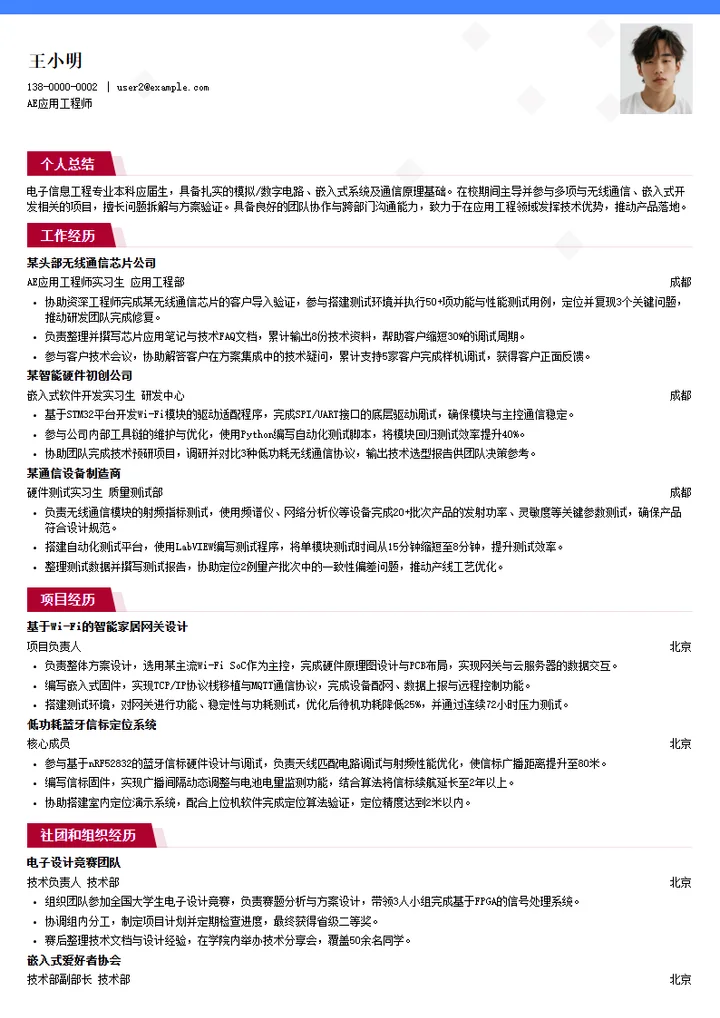 王小明
138-0000-0002 | user2@example.com
AE应用工程师
个人总结
电子信息工程专业本科应届生，具备扎实的模拟/数字电路、嵌入式系统及通信原理基础。在校期间主导并参与多项与无线通信、嵌入式开
发相关的项目，擅长问题拆解与方案验证。具备良好的团队协作与跨部门沟通能力，致力于在应用工程领域发挥技术优势，推动产品落地。
工作经历
某头部无线通信芯片公司
AE应用工程师实习生 应用工程部 成都
• 协助资深工程师完成某无线通信芯片的客户导入验证，参与搭建测试环境并执行50+项功能与性能测试用例，定位并复现3个关键问题，
推动研发团队完成修复。
• 负责整理并撰写芯片应用笔记与技术FAQ文档，累计输出8份技术资料，帮助客户缩短30%的调试周期。
• 参与客户技术会议，协助解答客户在方案集成中的技术疑问，累计支持5家客户完成样机调试，获得客户正面反馈。
某智能硬件初创公司
嵌入式软件开发实习生 研发中心 成都
• 基于STM32平台开发Wi-Fi模块的驱动适配程序，完成SPI/UART接口的底层驱动调试，确保模块与主控通信稳定。
• 参与公司内部工具链的维护与优化，使用Python编写自动化测试脚本，将模块回归测试效率提升40%。
• 协助团队完成技术预研项目，调研并对比3种低功耗无线通信协议，输出技术选型报告供团队决策参考。
某通信设备制造商
硬件测试实习生 质量测试部 成都
• 负责无线通信模块的射频指标测试，使用频谱仪、网络分析仪等设备完成20+批次产品的发射功率、灵敏度等关键参数测试，确保产品
符合设计规范。
• 搭建自动化测试平台，使用LabVIEW编写测试程序，将单模块测试时间从15分钟缩短至8分钟，提升测试效率。
• 整理测试数据并撰写测试报告，协助定位2例量产批次中的一致性偏差问题，推动产线工艺优化。
项目经历
基于Wi-Fi的智能家居网关设计
项目负责人 北京
• 负责整体方案设计，选用某主流Wi-Fi SoC作为主控，完成硬件原理图设计与PCB布局，实现网关与云服务器的数据交互。
• 编写嵌入式固件，实现TCP/IP协议栈移植与MQTT通信协议，完成设备配网、数据上报与远程控制功能。
• 搭建测试环境，对网关进行功能、稳定性与功耗测试，优化后待机功耗降低25%，并通过连续72小时压力测试。
低功耗蓝牙信标定位系统
核心成员 北京
• 参与基于nRF52832的蓝牙信标硬件设计与调试，负责天线匹配电路调试与射频性能优化，使信标广播距离提升至80米。
• 编写信标固件，实现广播间隔动态调整与电池电量监测功能，结合算法将信标续航延长至2年以上。
• 协助搭建室内定位演示系统，配合上位机软件完成定位算法验证，定位精度达到2米以内。
社团和组织经历
电子设计竞赛团队
技术负责人 技术部 北京
• 组织团队参加全国大学生电子设计竞赛，负责赛题分析与方案设计，带领3人小组完成基于FPGA的信号处理系统。
• 协调组内分工，制定项目计划并定期检查进度，最终获得省级二等奖。
• 赛后整理技术文档与设计经验，在学院内举办技术分享会，覆盖50余名同学。
嵌入式爱好者协会
技术部副部长 技术部 北京